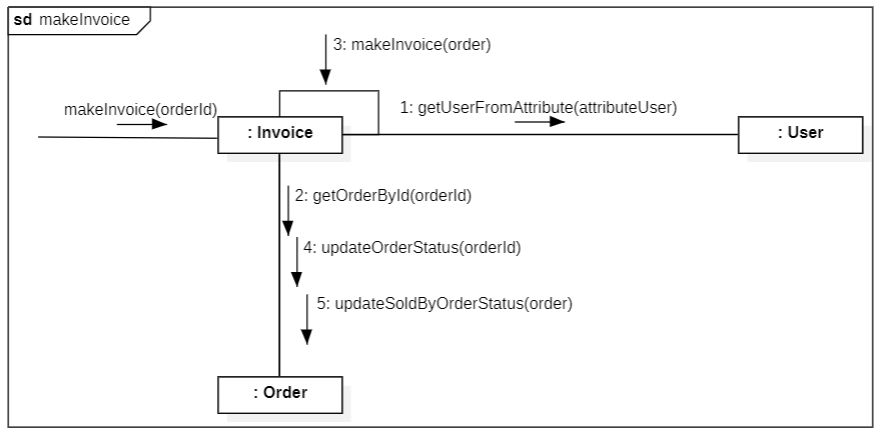 sd makeInvoice
3: makeInvoice(order)
makeInvoice(orderId)
1: getUserFromAttribute(attributeUser)
: Invoice
: User
2: getOrderById(orderId)
4: updateOrderStatus(orderId)
5: updateSoldByOrderStatus(order)
: Order